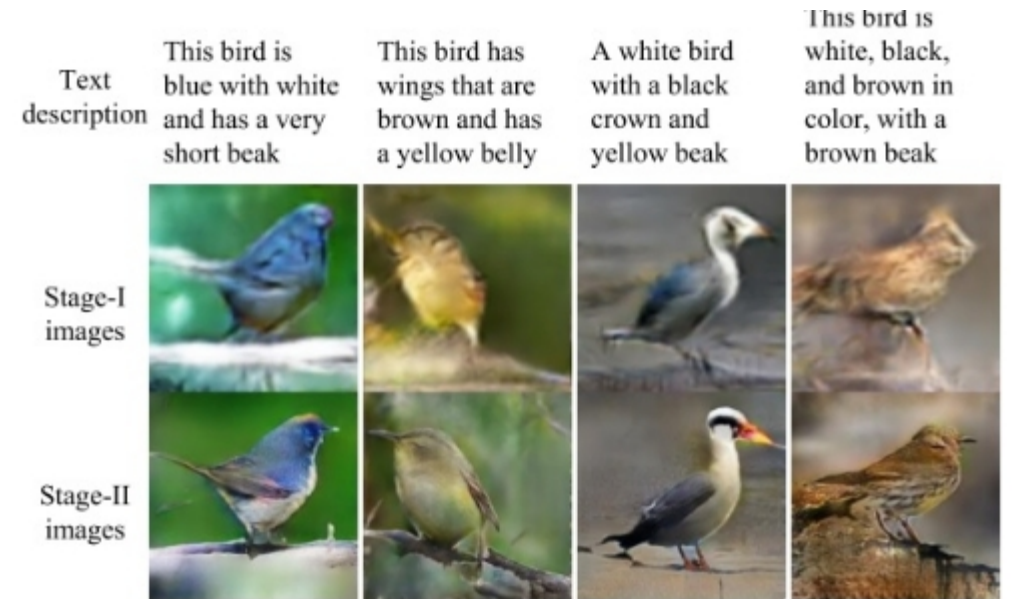 Text
description
This bird is
blue with white
and has a very
short beak
This bird has
wings that are
brown and has
a yellow belly
A white bird
with a black
crown and
yellow beak
This bird is
white, black,
and brown in
color, with a
brown beak
Stage-I
images
Stage-II
images